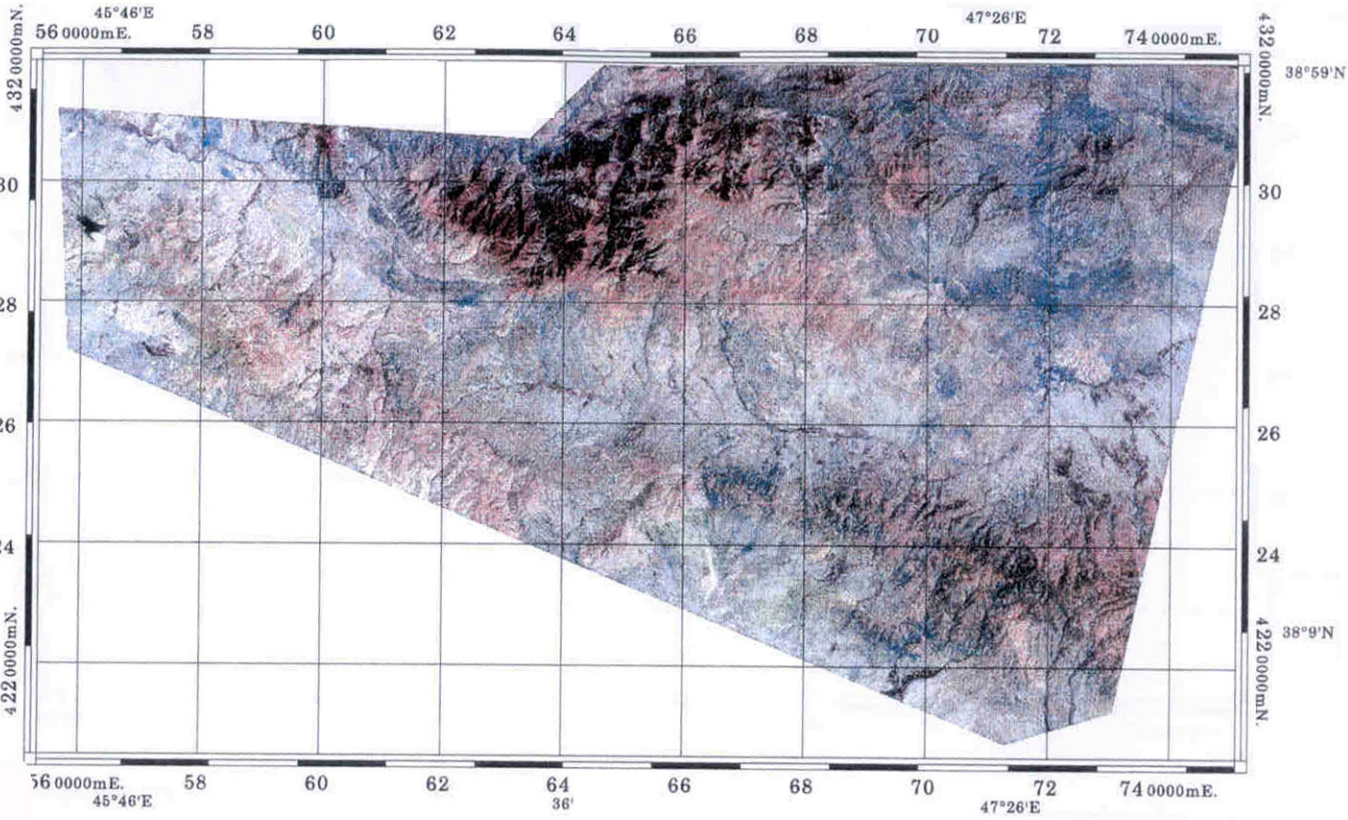 45°46'E 47°26'E
56 0000mE. 58 60 62 64 66 68 70 72 74 0000mE.
432 0000mN. 432 0000mN.
38°59'N
30 30
28 28
26 26
24 24
38°9'N
422 0000mN. 422 0000mN.
56 0000mE. 58 60 62 64 66 68 70 72 74 0000mE.
45°46'E 36' 47°26'E